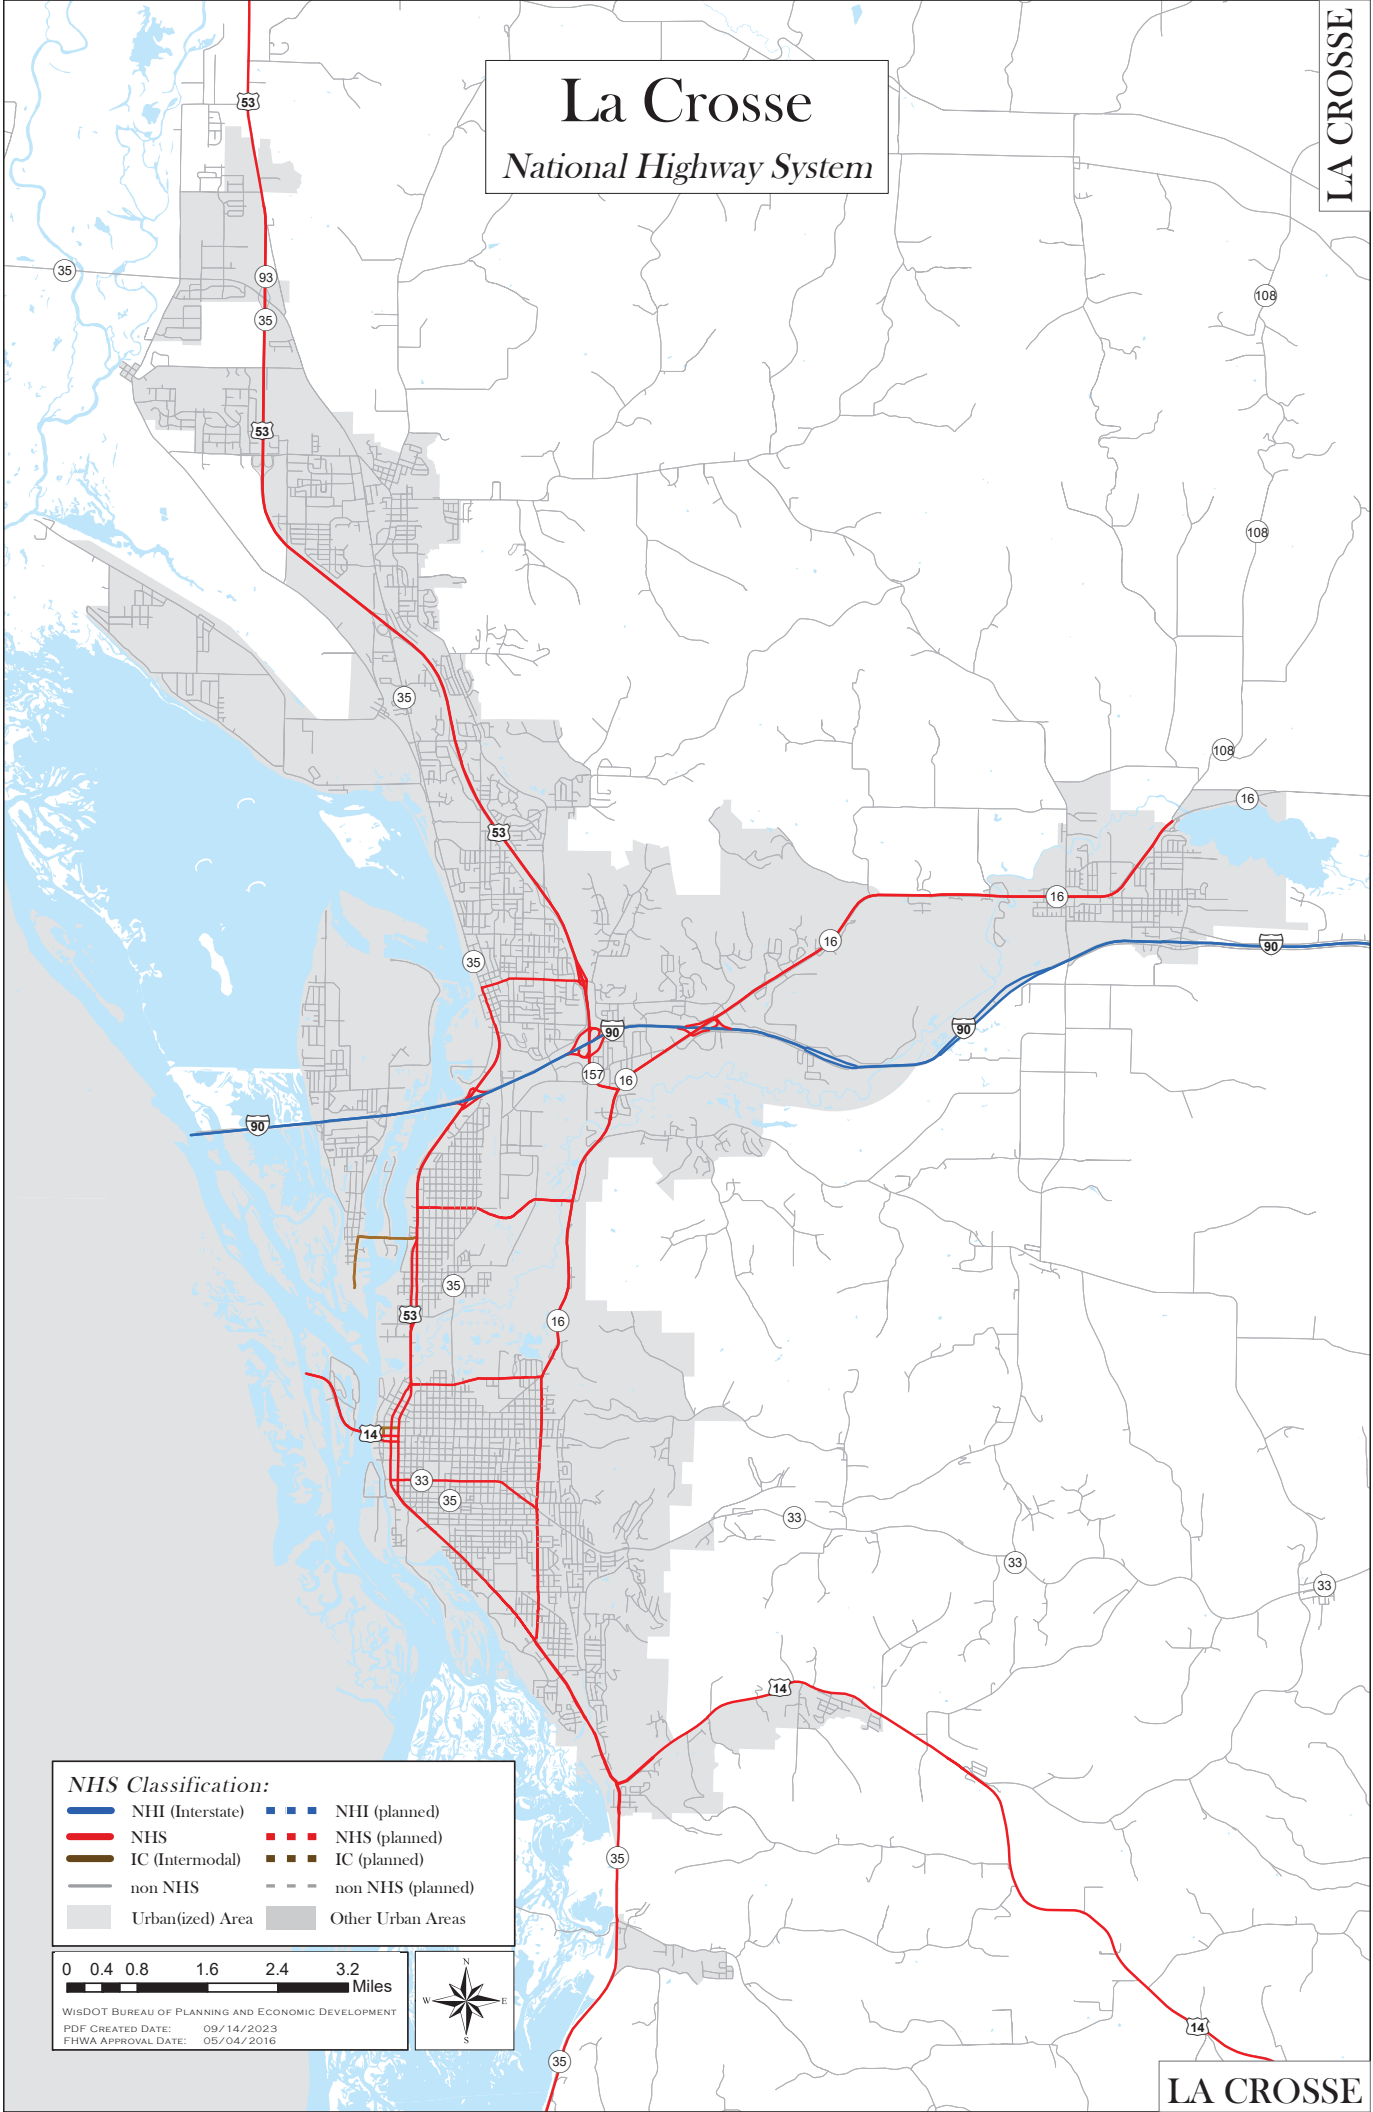 La Crosse
National Highway System
LA CROSSE
53
35
93
35
108
53
108
35
108
16
53
16
16
35
90
90
90
157
16
90
35
53
16
14
33
35
33
33
33
14
35
14
35
NHS Classification:
NHI (Interstate) NHI (planned)
NHS NHS (planned)
IC (Intermodal) IC (planned)
non NHS non NHS (planned)
Urban(ized) Area Other Urban Areas
0 0.4 0.8 1.6 2.4 3.2
Miles
WisDOT Bureau of Planning and Economic Development
PDF Created Date: 09/14/2023
FHWA Approval Date: 05/04/2016
N
W E
S
LA CROSSE